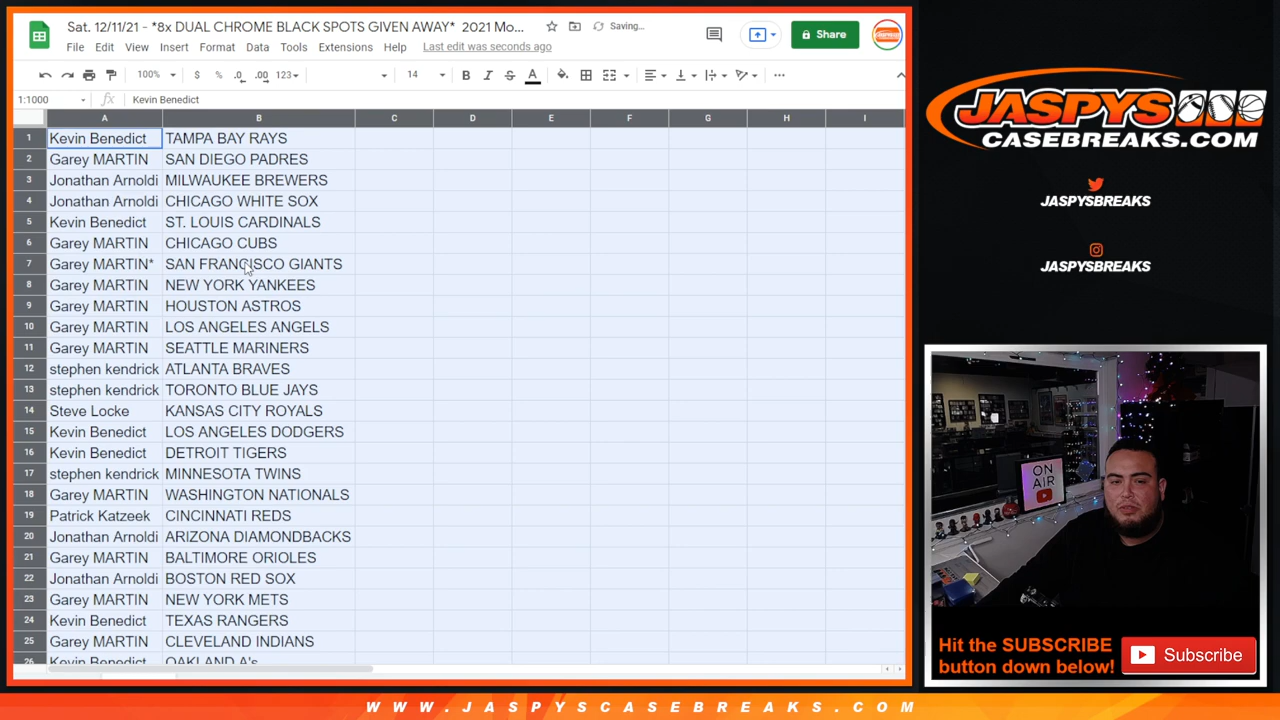 Sat. 12/11/21 - *8x DUAL CHROME BLACK SPOTS GIVEN AWAY* 2021 Mo...
Saving...
Share
File Edit View Insert Format Data Tools Extensions Help Last edit was seconds ago
100% $ % .0 .00 123 14 B I S A
1:1000 fx Kevin Benedict
A B C D E F G H I
1 Kevin Benedict TAMPA BAY RAYS
2 Garey MARTIN SAN DIEGO PADRES
3 Jonathan Arnoldi MILWAUKEE BREWERS
4 Jonathan Arnoldi CHICAGO WHITE SOX
5 Kevin Benedict ST. LOUIS CARDINALS
6 Garey MARTIN CHICAGO CUBS
7 Garey MARTIN* SAN FRANCISCO GIANTS
8 Garey MARTIN NEW YORK YANKEES
9 Garey MARTIN HOUSTON ASTROS
10 Garey MARTIN LOS ANGELES ANGELS
11 Garey MARTIN SEATTLE MARINERS
12 stephen kendrick ATLANTA BRAVES
13 stephen kendrick TORONTO BLUE JAYS
14 Steve Locke KANSAS CITY ROYALS
15 Kevin Benedict LOS ANGELES DODGERS
16 Kevin Benedict DETROIT TIGERS
17 stephen kendrick MINNESOTA TWINS
18 Garey MARTIN WASHINGTON NATIONALS
19 Patrick Katzeek CINCINNATI REDS
20 Jonathan Arnoldi ARIZONA DIAMONDBACKS
21 Garey MARTIN BALTIMORE ORIOLES
22 Jonathan Arnoldi BOSTON RED SOX
23 Garey MARTIN NEW YORK METS
24 Kevin Benedict TEXAS RANGERS
25 Garey MARTIN CLEVELAND INDIANS
26 Kevin Benedict OAKLAND A's
JASPYS
CASEBREAKS.COM
JASPYSBREAKS
JASPYSBREAKS
ON
AIR
Hit the SUBSCRIBE
button down below!
Subscribe
WWW.JASPYSCASEBREAKS.COM